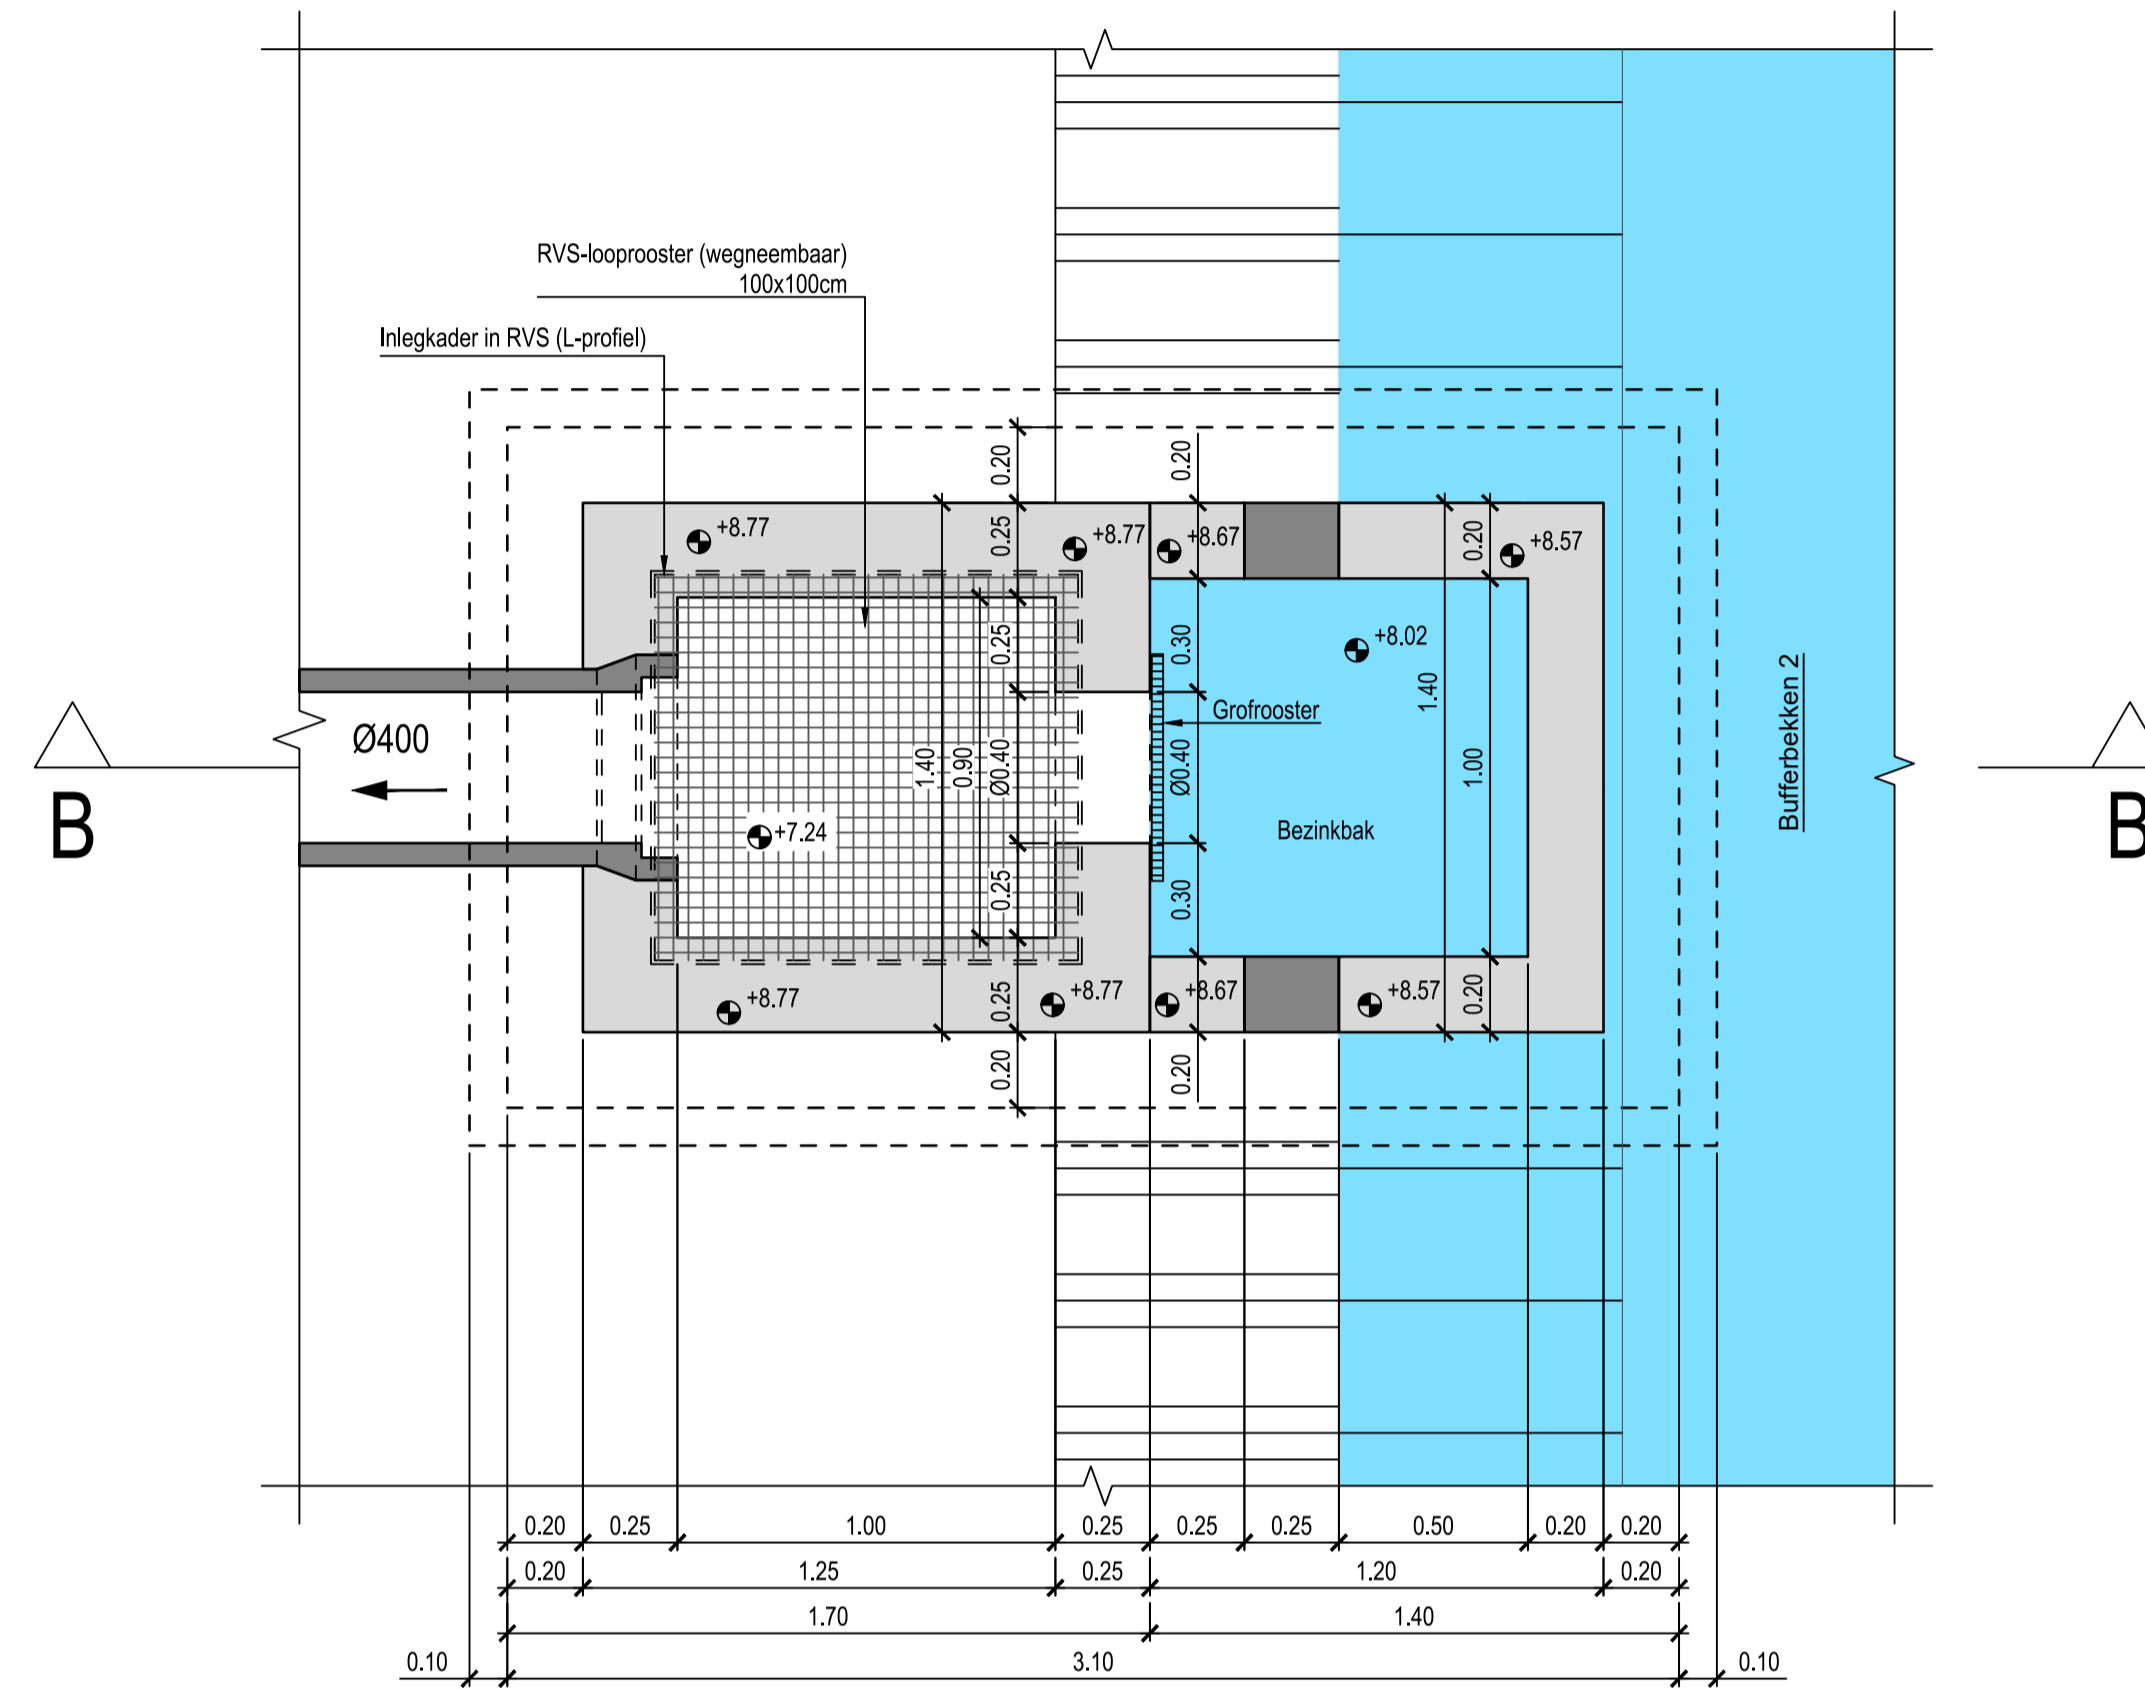 RVS-looprooster (wegneembaar)
100x100cm
Inlegkader in RVS (L-profiel)
0.20
0.20
+8.77
+8.77
+8.67
+8.57
0.25
0.20
0.25
0.30
+8.02
1.40
Grofrooster
Bufferbekken 2
Ø400
1.40
0.90
Ø0.40
Ø0.40
1.00
B
B
+7.24
Bezinkbak
0.25
0.30
+8.77
+8.77
+8.67
+8.57
0.25
0.20
0.20
0.20
0.20 0.25 1.00 0.25 0.25 0.25 0.50 0.20 0.20
0.20 1.25 0.25 1.20 0.20
1.70 1.40
0.10 3.10 0.10